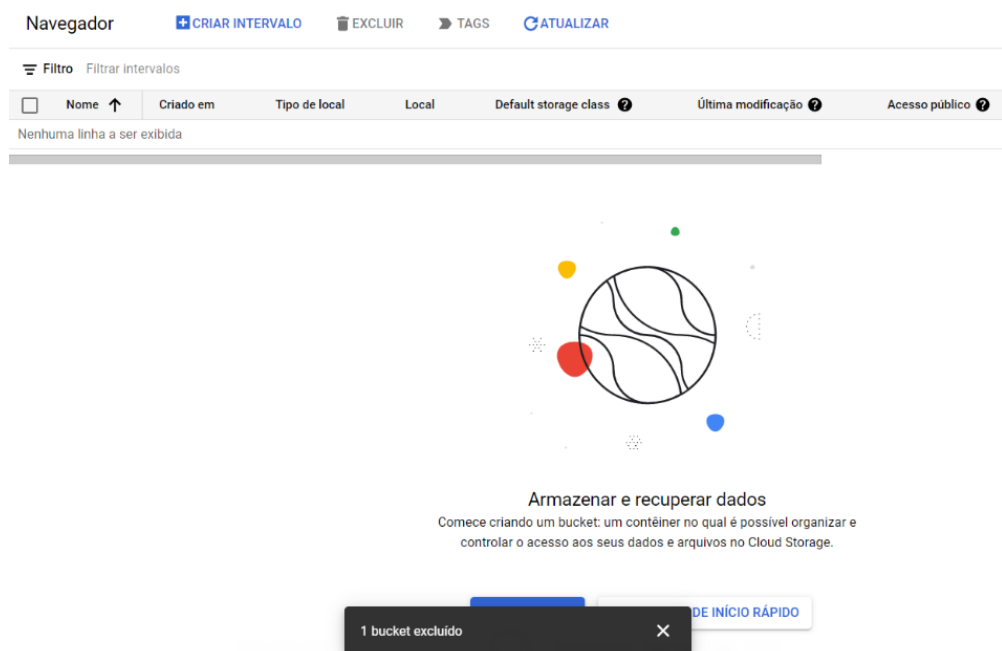 Navegador CRIAR INTERVALO EXCLUIR TAGS ATUALIZAR
Filtro Filtrar intervalos
Nome Criado em Tipo de local Local Default storage class Última modificação Acesso público
Nenhuma linha a ser exibida
Armazenar e recuperar dados
Comece criando um bucket: um contêiner no qual é possível organizar e
controlar o acesso aos seus dados e arquivos no Cloud Storage.
DE INÍCIO RÁPIDO
1 bucket excluído